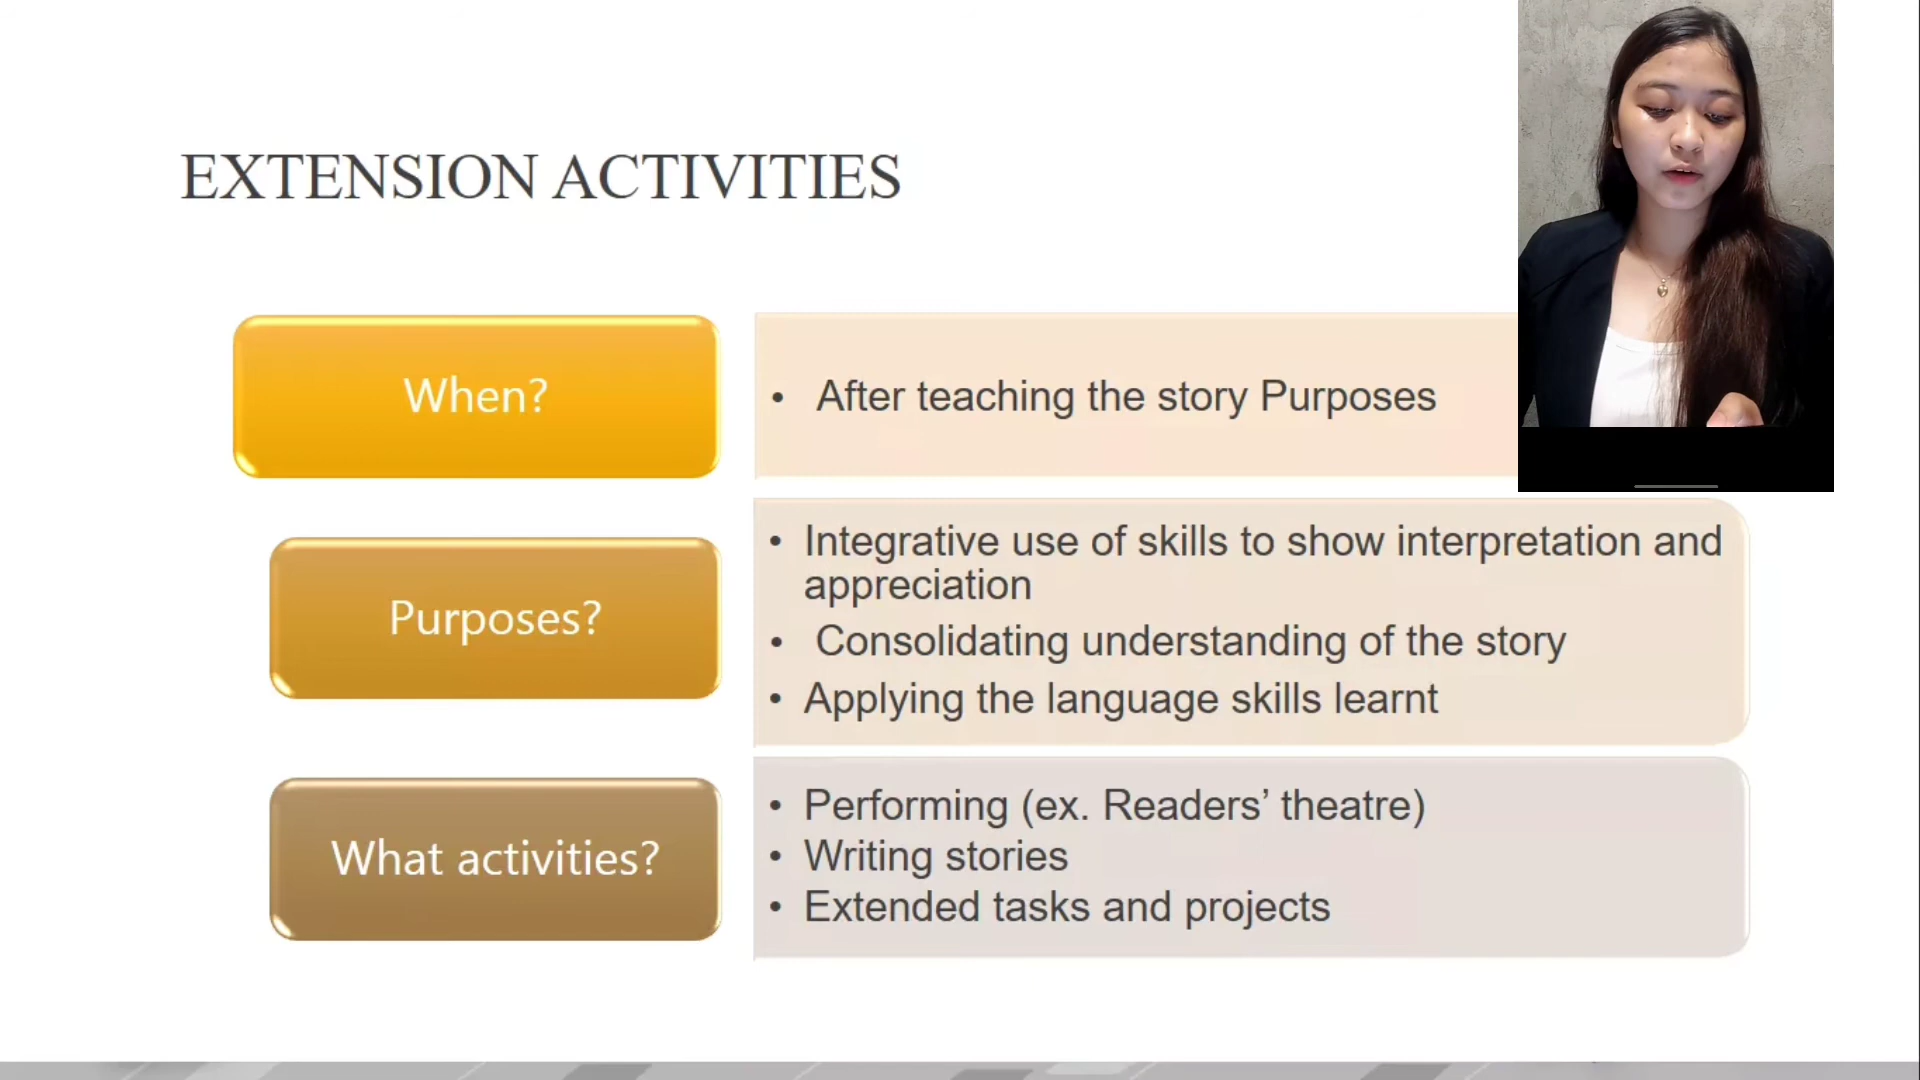 EXTENSION ACTIVITIES
When?
• After teaching the story Purposes
Purposes?
• Integrative use of skills to show interpretation and
appreciation
• Consolidating understanding of the story
• Applying the language skills learnt
What activities?
• Performing (ex. Readers’ theatre)
• Writing stories
• Extended tasks and projects